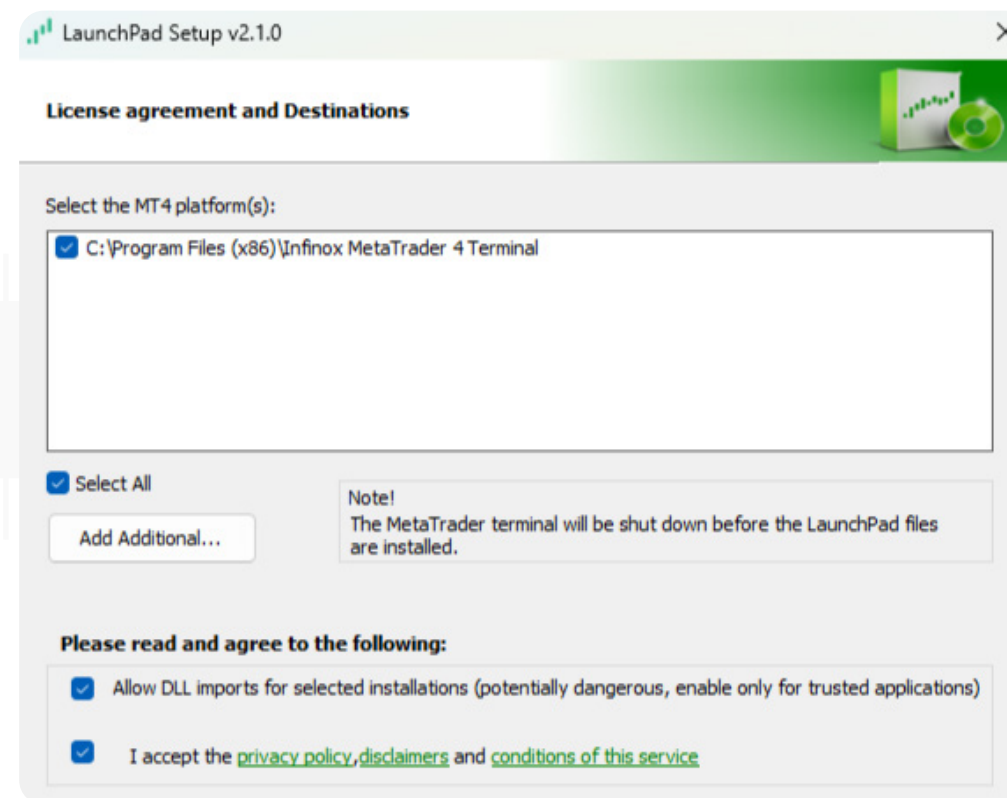 LaunchPad Setup v2.1.0
License agreement and Destinations
Select the MT4 platform(s):
C:\Program Files (x86)\Infinox MetaTrader 4 Terminal
Select All
Add Additional...
Note!
The MetaTrader terminal will be shut down before the LaunchPad files
are installed.
Please read and agree to the following:
Allow DLL imports for selected installations (potentially dangerous, enable only for trusted applications)
I accept the privacy policy,disclaimers and conditions of this service